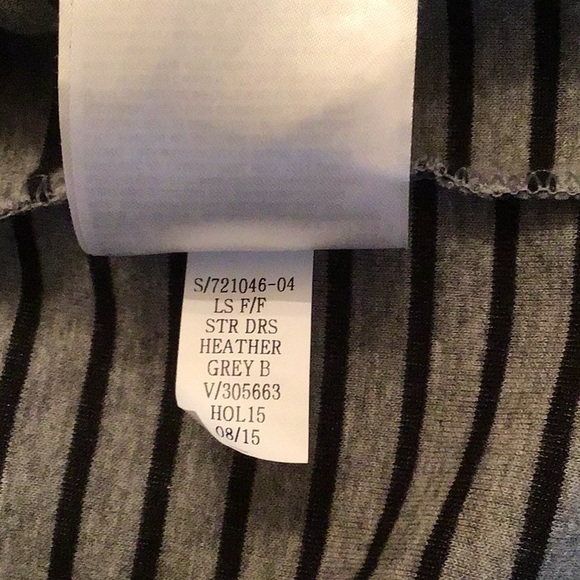 S/721046-04
LS F/F
STR DRS
HEATHER
GREY B
V/305663
HOL15
08/15